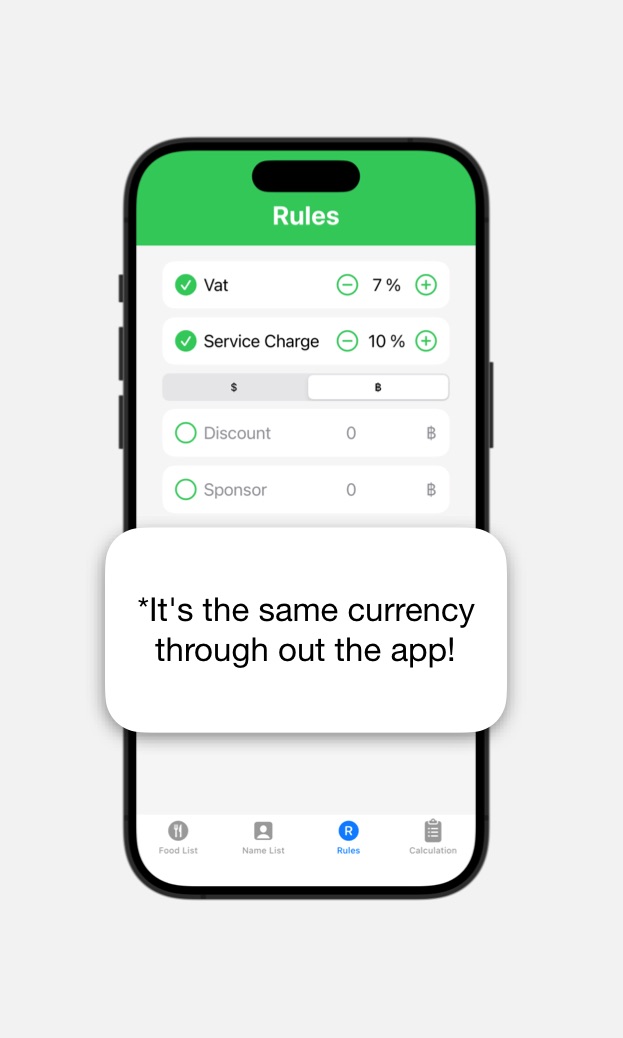 Rules
Vat 7 %
Service Charge 10 %
$ ฿
Discount 0 ฿
Sponsor 0 ฿
*It's the same currency
through out the app!
R
Food List Name List Rules Calculation